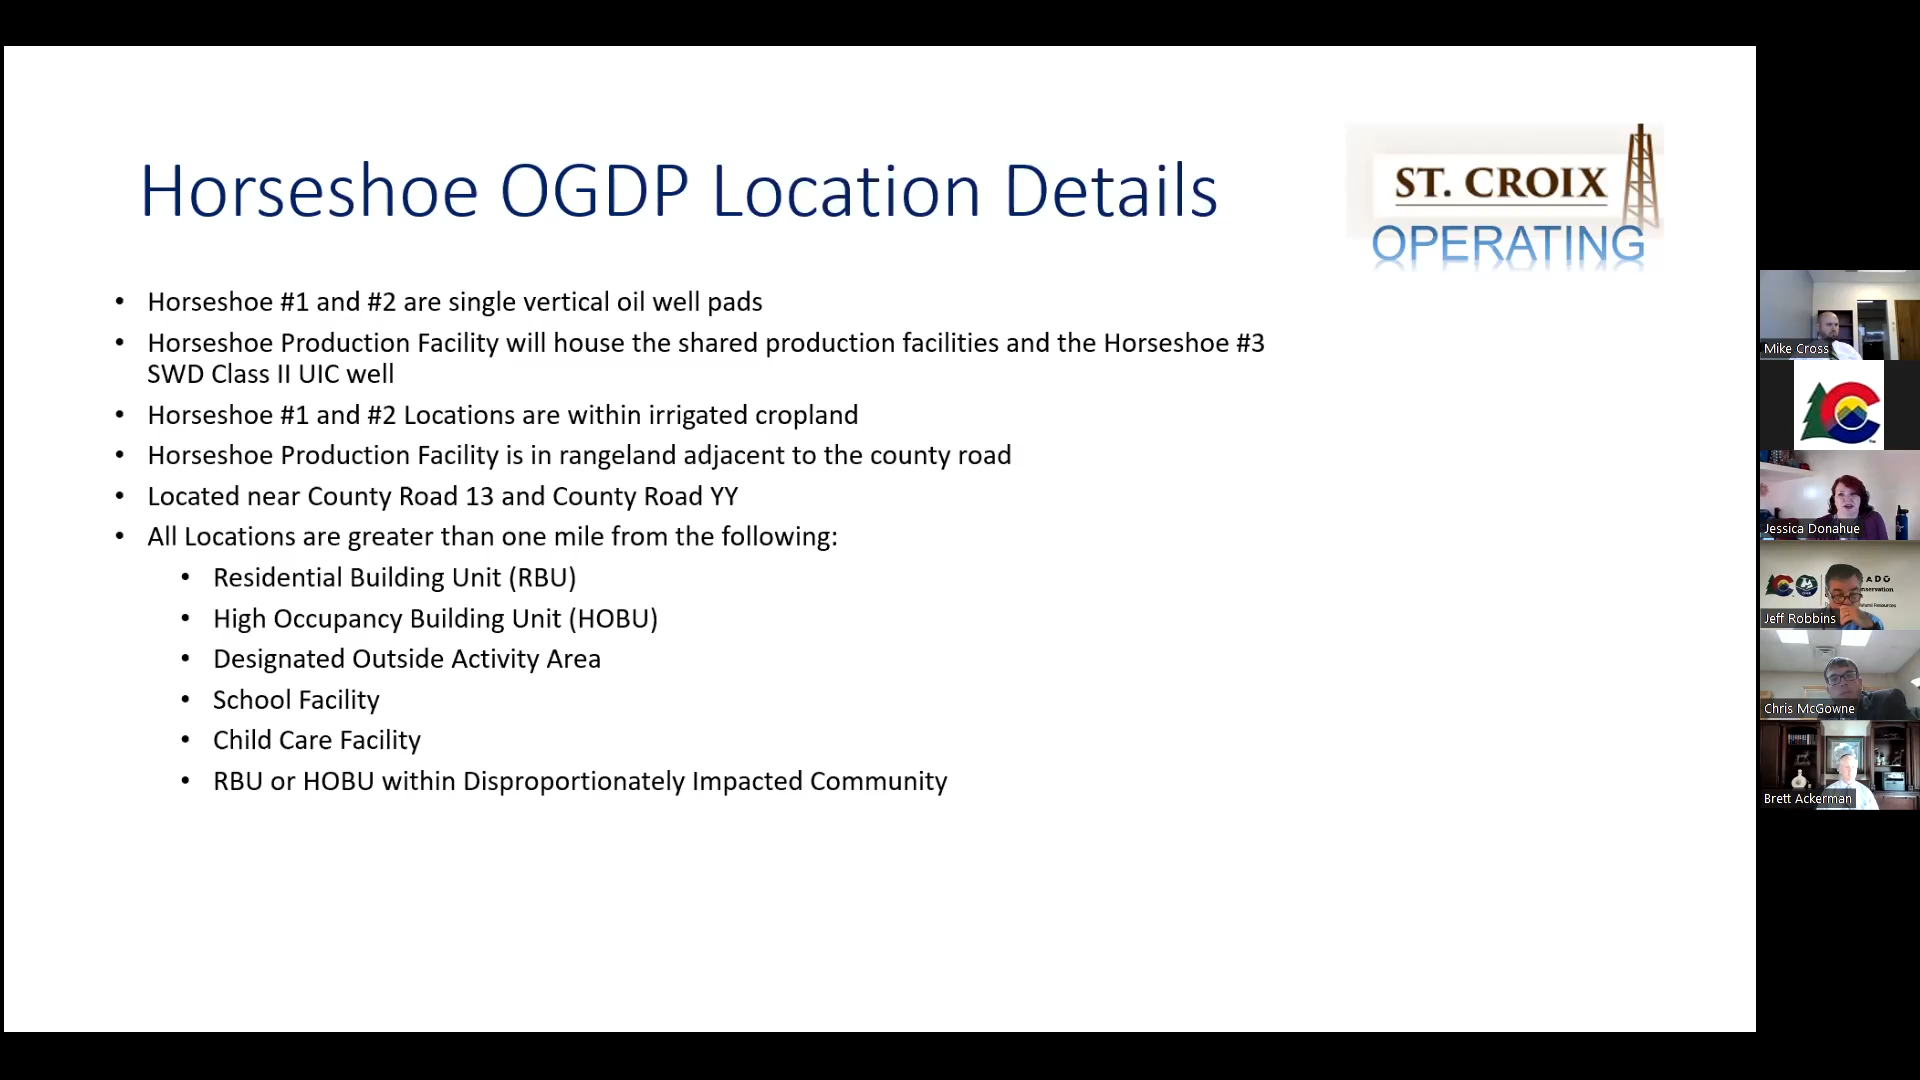 Horseshoe OGDP Location Details
ST. CROIX
OPERATING
• Horseshoe #1 and #2 are single vertical oil well pads
• Horseshoe Production Facility will house the shared production facilities and the Horseshoe #3
SWD Class II UIC well
• Horseshoe #1 and #2 Locations are within irrigated cropland
• Horseshoe Production Facility is in rangeland adjacent to the county road
• Located near County Road 13 and County Road YY
• All Locations are greater than one mile from the following:
• Residential Building Unit (RBU)
• High Occupancy Building Unit (HOBU)
• Designated Outside Activity Area
• School Facility
• Child Care Facility
• RBU or HOBU within Disproportionately Impacted Community
Mike Cross
Jessica Donahue
Jeff Robbins
Chris McGowne
Brett Ackerman